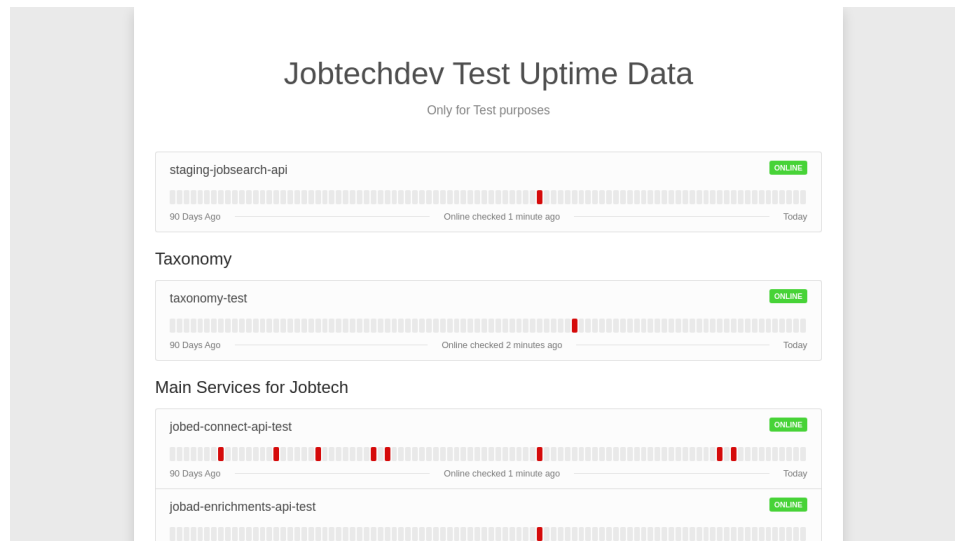 Jobtechdev Test Uptime Data
Only for Test purposes
staging-jobsearch-api
ONLINE
90 Days Ago
Online checked 1 minute ago
Today
Taxonomy
taxonomy-test
ONLINE
90 Days Ago
Online checked 2 minutes ago
Today
Main Services for Jobtech
jobed-connect-api-test
ONLINE
90 Days Ago
Online checked 1 minute ago
Today
jobad-enrichments-api-test
ONLINE